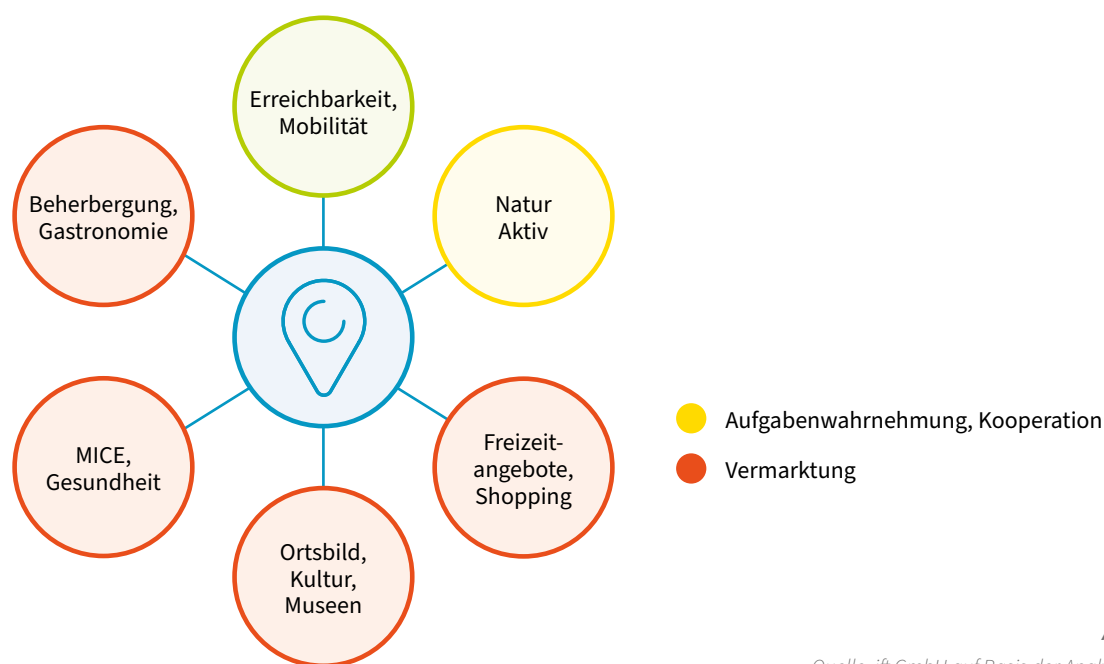 Erreichbarkeit,
Mobilität
Beherbergung,
Gastronomie
Natur
Aktiv
MICE,
Gesundheit
Freizeit-
angebote,
Shopping
Ortsbild,
Kultur,
Museen
Aufgabenwahrnehmung, Kooperation
Vermarktung